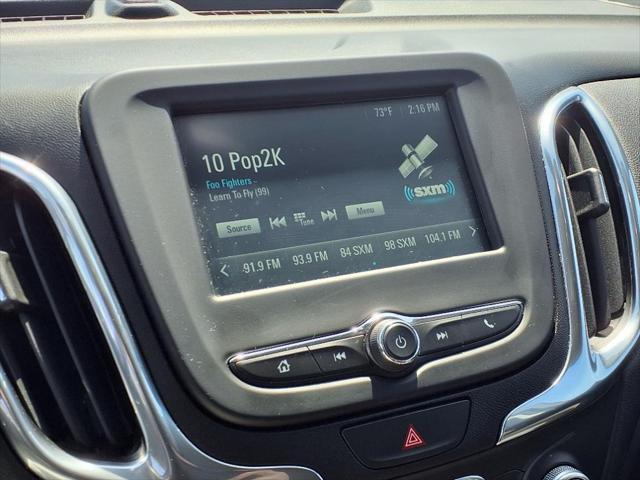 73°F 2:16 PM
10 Pop2K
Foo Fighters -
Learn To Fly (99)
sxm
Source Tune Menu
91.9 FM 93.9 FM 84 SXM 98 SXM 104.1 FM